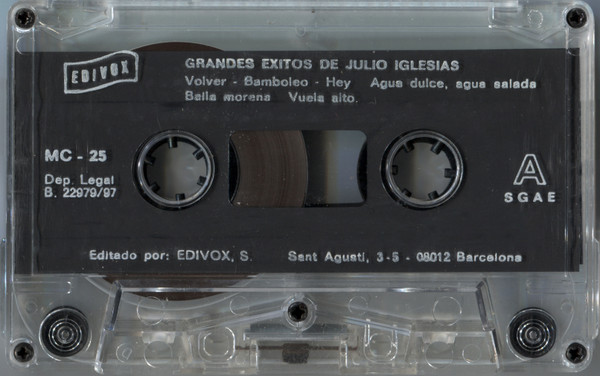 EDIVOX
GRANDES EXITOS DE JULIO IGLESIAS
Volver - Bamboleo - Hey Agua dulce, agua salada
Baila morena Vuela alto.
MC - 25
Dep. Legal
B. 22979/97
A
SGAE
Editado por: EDIVOX, S. Sant Agustí, 3-5 - 08012 Barcelona